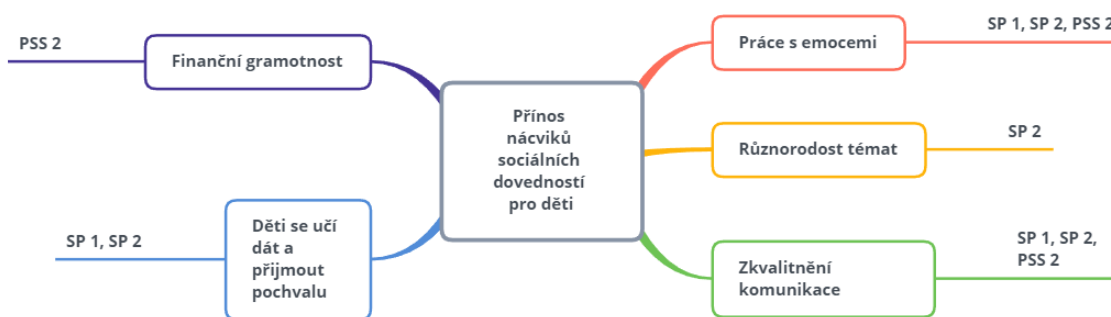 PSS 2
Finanční gramotnost
SP 1, SP 2
Děti se učí
dát a
přijmout
pochvalu
Přínos
nácviků
sociálních
dovedností
pro děti
SP 1, SP 2, PSS 2
Práce s emocemi
SP 2
Různorodost témat
SP 1, SP 2,
PSS 2
Zkvalitnění
komunikace